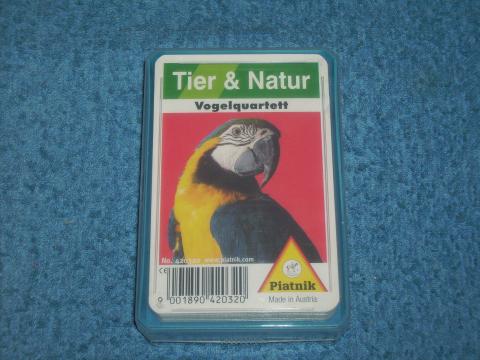 Tier & Natur
Vogelquartett
No. 420320 www.piatnik.com
CE
9 001890 420320
Piatnik
Made in Austria